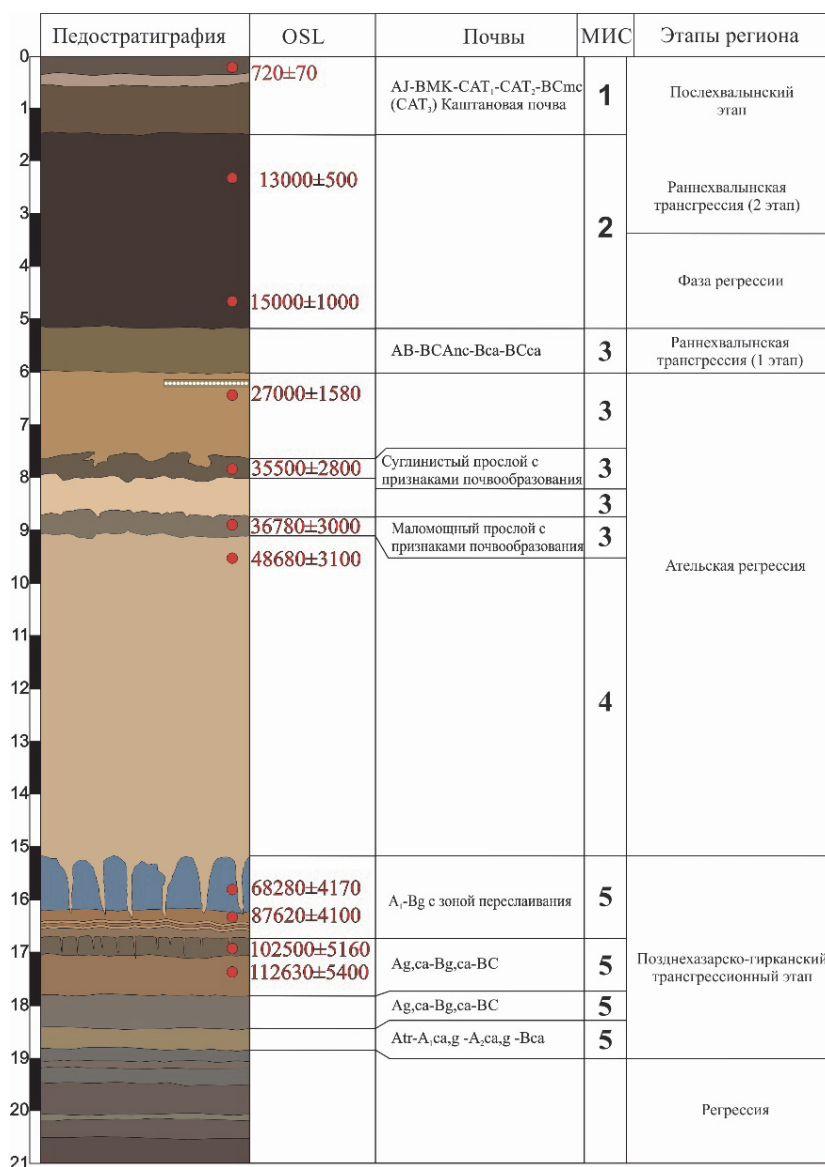 Педостратиграфия
OSL
Почвы
МИС
Этапы региона
0
1
2
3
4
5
6
7
8
9
10
11
12
13
14
15
16
17
18
19
20
21
720±70
13000±500
15000±1000
27000±1580
35500±2800
36780±3000
48680±3100
68280±4170
87620±4100
102500±5160
112630±5400
AJ-BMK-CAT₁-CAT₂-BCmc
(CAT₃) Каштановая почва
AB-BCAnc-Bca-BCca
Суглинистый прослой с
признаками почвообразования
Маломощный прослой с
признаками почвообразования
A₁-Bg с зоной переслаивания
Ag,ca-Bg,ca-BC
Ag,ca-Bg,ca-BC
Atr-A₁ca,g -A₂ca,g -Bca
1
2
3
3
3
3
3
4
5
5
5
5
Послехвалынский
этап
Раннехвалынская
трансгрессия (2 этап)
Фаза регрессии
Раннехвалынская
трансгрессия (1 этап)
Ательская регрессия
Позднехазарско-гирканский
трансгрессионный этап
Регрессия